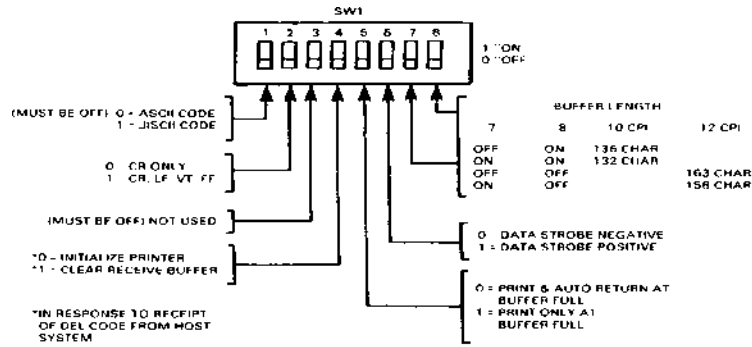 SW1
1 2 3 4 5 6 7 8
1 = ON
0 = OFF
(MUST BE OFF) 0 = ASCII CODE
1 = JISCII CODE
0 CR ONLY
1 CR, LF VT, FF
(MUST BE OFF) NOT USED
*0 = INITIALIZE PRINTER
*1 = CLEAR RECEIVE BUFFER
*IN RESPONSE TO RECEIPT
OF DEL CODE FROM HOST
SYSTEM
BUFFER LENGTH
7 8 10 CPI 12 CPI
OFF ON 136 CHAR
ON ON 132 CHAR
OFF OFF 163 CHAR
ON OFF 158 CHAR
0 DATA STROBE NEGATIVE
1 = DATA STROBE POSITIVE
0 = PRINT & AUTO RETURN AT
BUFFER FULL
1 = PRINT ONLY AT
BUFFER FULL